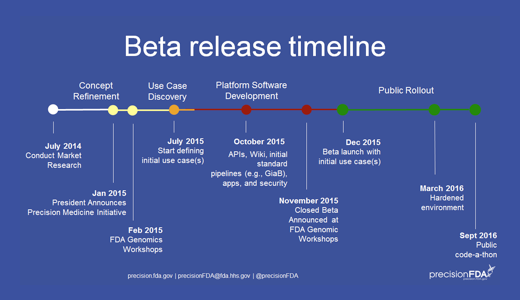 Beta release timeline
Concept
Refinement
Use Case
Discovery
Platform Software
Development
Public Rollout
July 2014
Conduct Market
Research
Jan 2015
President Announces
Precision Medicine Initiative
Feb 2015
FDA Genomics
Workshops
July 2015
Start defining
initial use case(s)
October 2015
APIs, Wiki, initial
standard
pipelines (e.g., GiaB),
apps, and security
November 2015
Closed Beta
Announced at
FDA Genomic
Workshops
Dec 2015
Beta launch with
initial use case(s)
March 2016
Hardened
environment
Sept 2016
Public
code-a-thon
precision.fda.gov | precisionFDA@fda.hhs.gov | @precisionFDA
precisionFDA